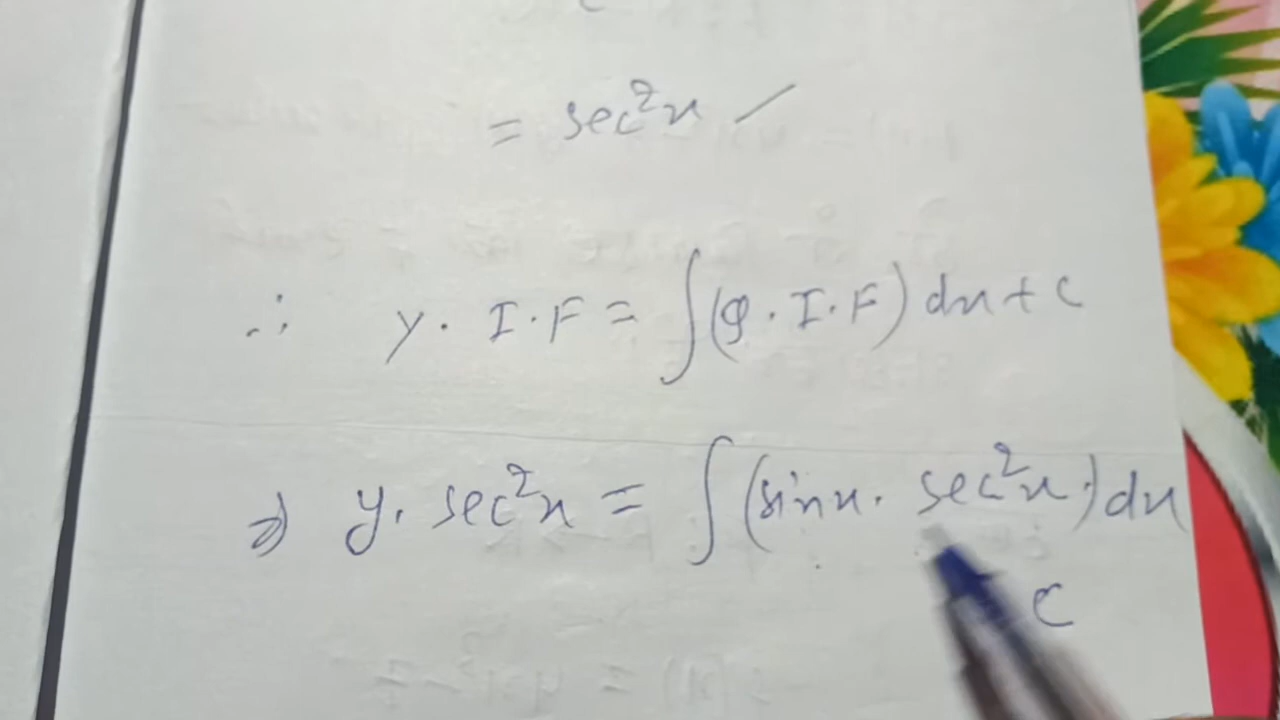 = sec²x
∴ y. I.F = ∫(Q. I.F) dx + c
⇒ y. sec²x = ∫(sinx. sec²x.) dx
c